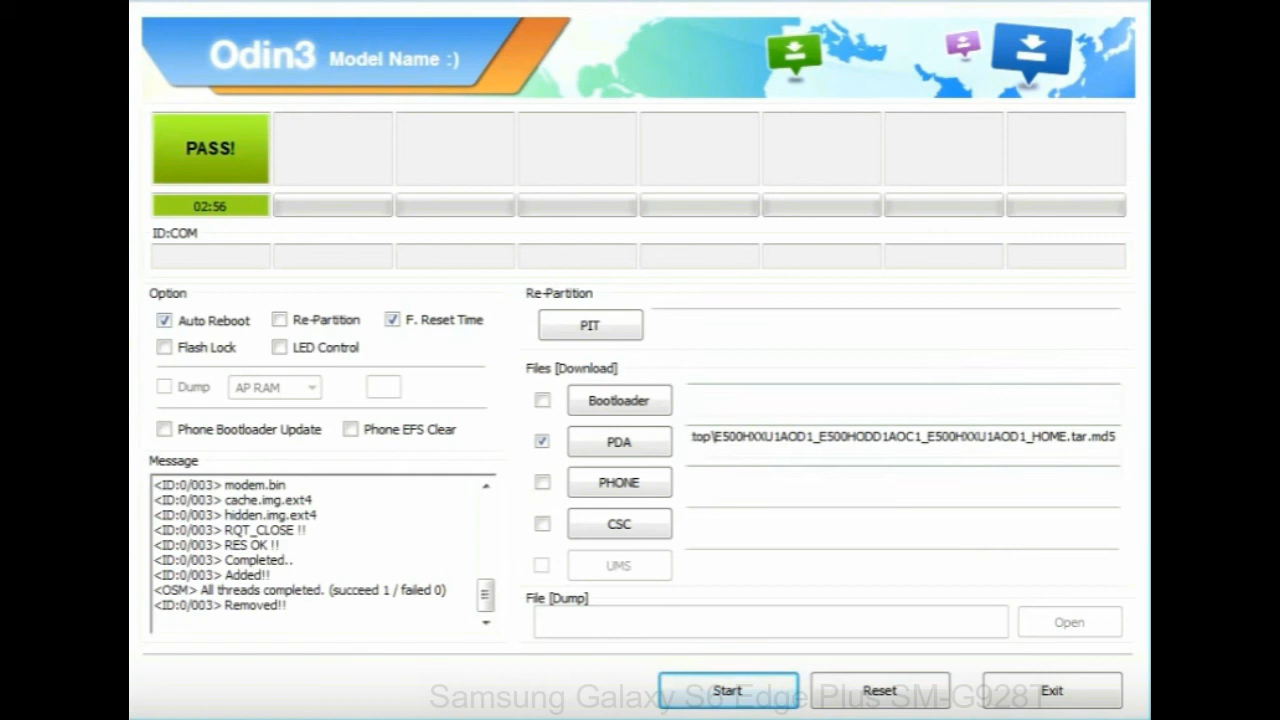 Odin3 Model Name :)
PASS!
02:56
ID:COM
Option
Auto Reboot Re-Partition F. Reset Time
Flash Lock LED Control
Dump AP RAM
Phone Bootloader Update Phone EFS Clear
Message
<ID:0/003> modem.bin
<ID:0/003> cache.img.ext4
<ID:0/003> hidden.img.ext4
<ID:0/003> RQT_CLOSE !!
<ID:0/003> RES OK !!
<ID:0/003> Completed..
<ID:0/003> Added!!
<OSM> All threads completed. (succeed 1 / failed 0)
<ID:0/003> Removed!!
Re-Partition
PIT
Files [Download]
Bootloader
PDA top\E500HXXU1AOD1_E500HODD1AOC1_E500HXXU1AOD1_HOME.tar.md5
PHONE
CSC
UMS
File [Dump]
Open
Start Reset Exit
Samsung Galaxy S6 Edge Plus SM-G928T